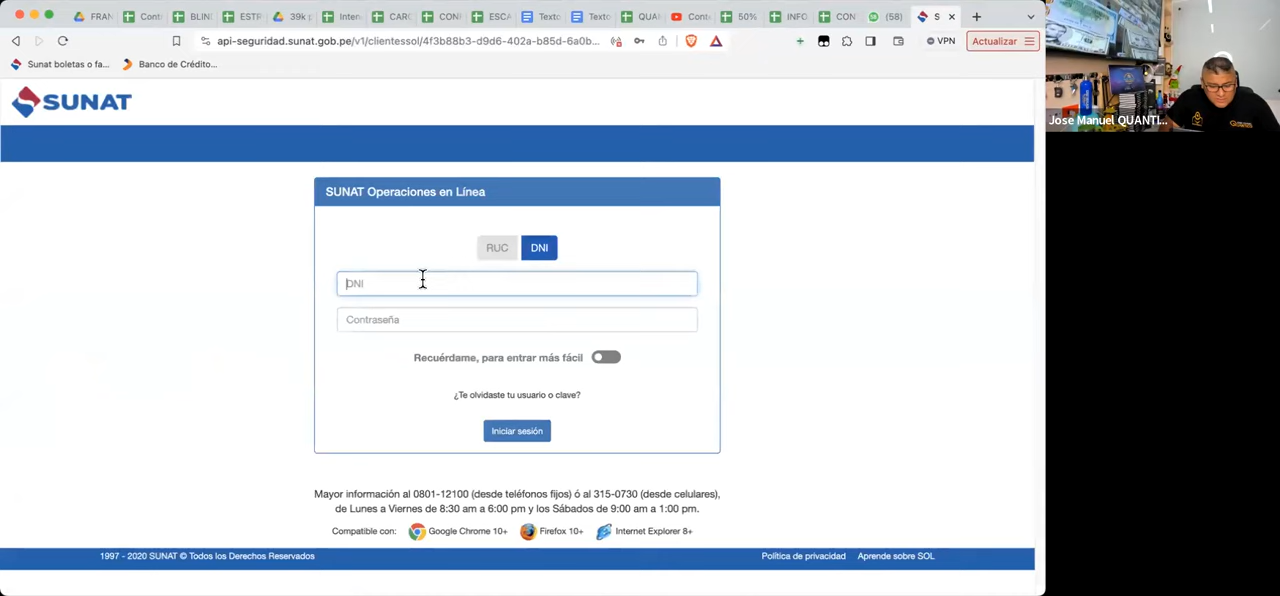 FRAN
Cont
BLIN
ESTR
39k p
Inter
CARC
CONF
ESCA
Texto
Texto
QUAN
Cont
50%
INFO
CON
(58)
S
api-seguridad.sunat.gob.pe/v1/clientessol/4f3b88b3-d9d6-402a-b85d-6a0b...
VPN
Actualizar
Sunat boletas o fa...
Banco de Crédito...
Jose Manuel QUANTI...
SUNAT
SUNAT Operaciones en Línea
RUC
DNI
DNI
Contraseña
Recuérdame, para entrar más fácil
¿Te olvidaste tu usuario o clave?
Iniciar sesión
Mayor información al 0801-12100 (desde teléfonos fijos) ó al 315-0730 (desde celulares),
de Lunes a Viernes de 8:30 am a 6:00 pm y los Sábados de 9:00 am a 1:00 pm.
Compatible con: Google Chrome 10+ Firefox 10+ Internet Explorer 8+
1997 - 2020 SUNAT © Todos los Derechos Reservados
Política de privacidad
Aprende sobre SOL